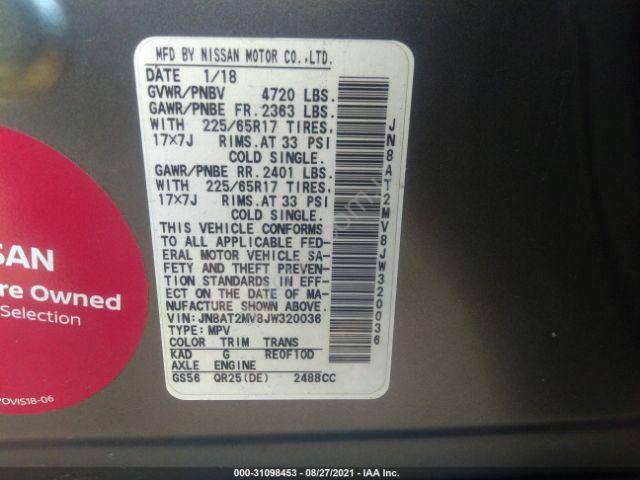 MFD BY NISSAN MOTOR CO.,LTD.
DATE 1/18
GVWR/PNBV 4720 LBS.
GAWR/PNBE FR. 2363 LBS.
WITH 225/65R17 TIRES,
17×7J RIMS. AT 33 PSI
COLD SINGLE.
GAWR/PNBE RR. 2401 LBS.
WITH 225/65R17 TIRES,
17×7J RIMS. AT 33 PSI
COLD SINGLE.
THIS VEHICLE CONFORMS
TO ALL APPLICABLE FED-
ERAL MOTOR VEHICLE SA-
FETY AND THEFT PREVEN-
TION STANDARDS IN EFF-
ECT ON THE DATE OF MA-
NUFACTURE SHOWN ABOVE.
VIN:JN8AT2MV8JW320036
TYPE:MPV
COLOR TRIM TRANS
KAD G RE0F10D
AXLE ENGINE
GS56 QR25(DE) 2488CC
JN8AT2MV8JW320036
SSAN
re Owned
Selection
POVIS18-06
000-31098453 - 08/27/2021 - IAA Inc.